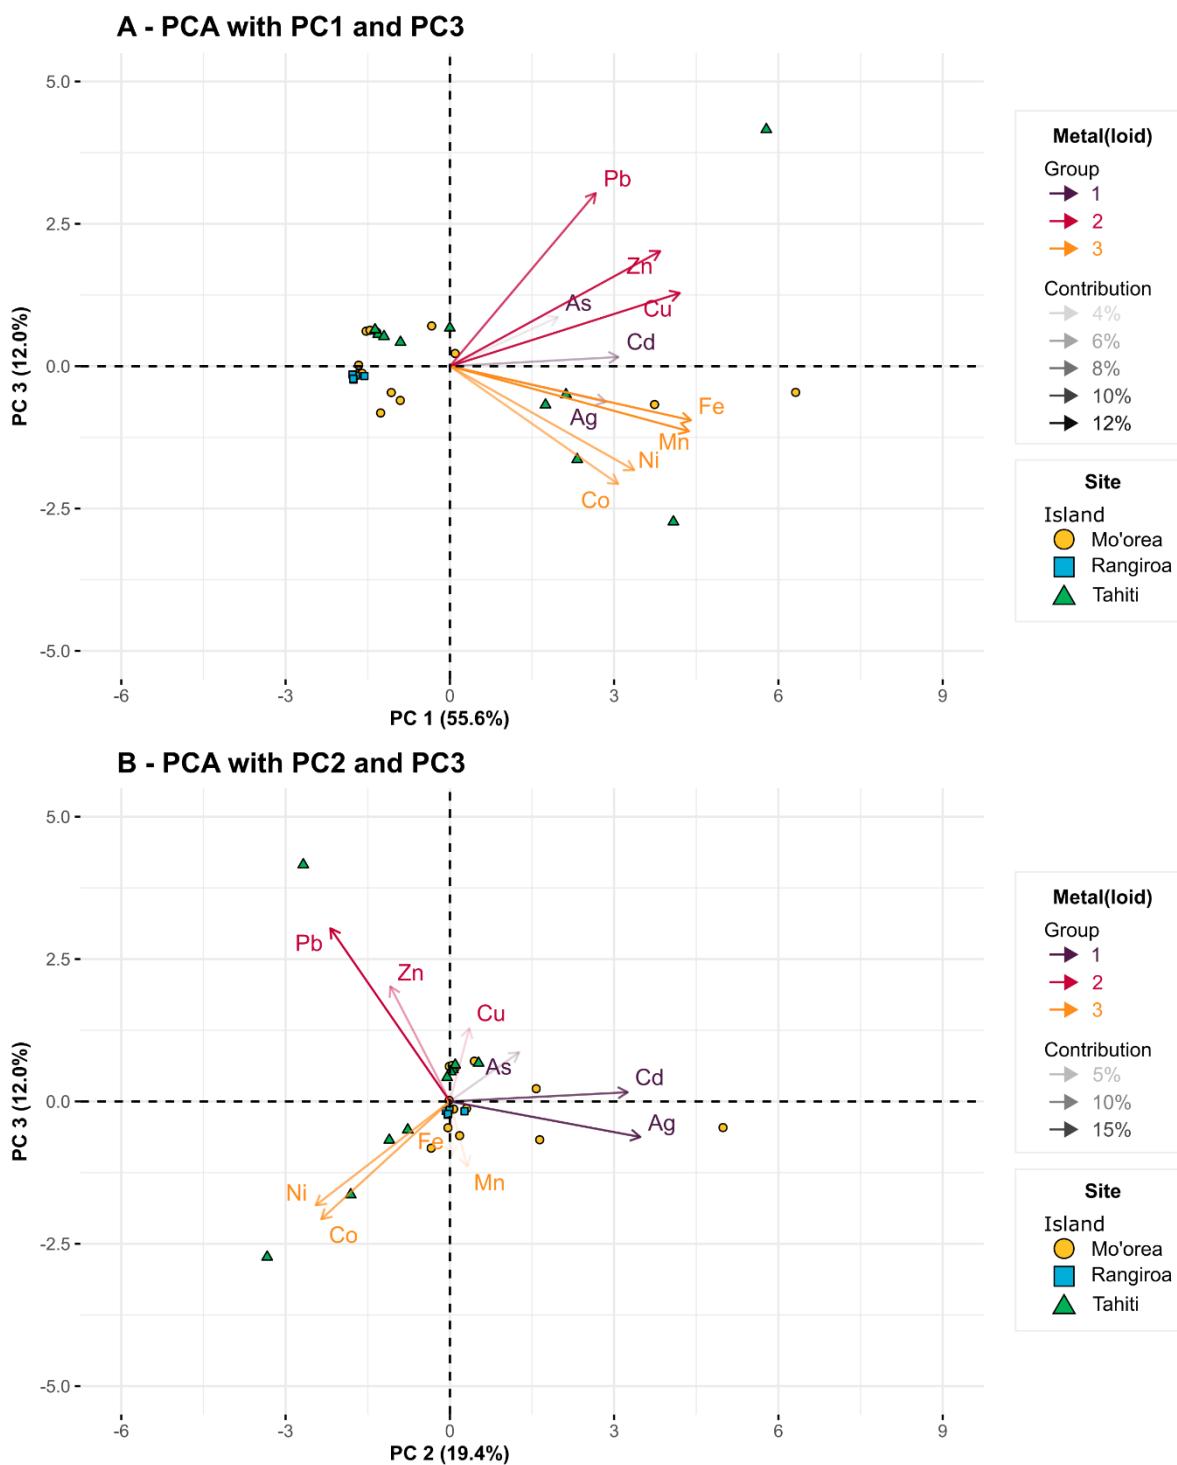 A - PCA with PC1 and PC3
5.0
2.5
0.0
-2.5
-5.0
PC 3 (12.0%)
Pb
Zn
As
Cu
Cd
Ag
Fe
Mn
Ni
Co
-6
-3
0
3
6
9
PC 1 (55.6%)
Metal(loid)
Group
1
2
3
Contribution
4%
6%
8%
10%
12%
Site
Island
Mo'orea
Rangiroa
Tahiti
B - PCA with PC2 and PC3
5.0
2.5
0.0
-2.5
-5.0
PC 3 (12.0%)
Pb
Zn
Cu
As
Cd
Ag
Fe
Mn
Ni
Co
-6
-3
0
3
6
9
PC 2 (19.4%)
Metal(loid)
Group
1
2
3
Contribution
5%
10%
15%
Site
Island
Mo'orea
Rangiroa
Tahiti